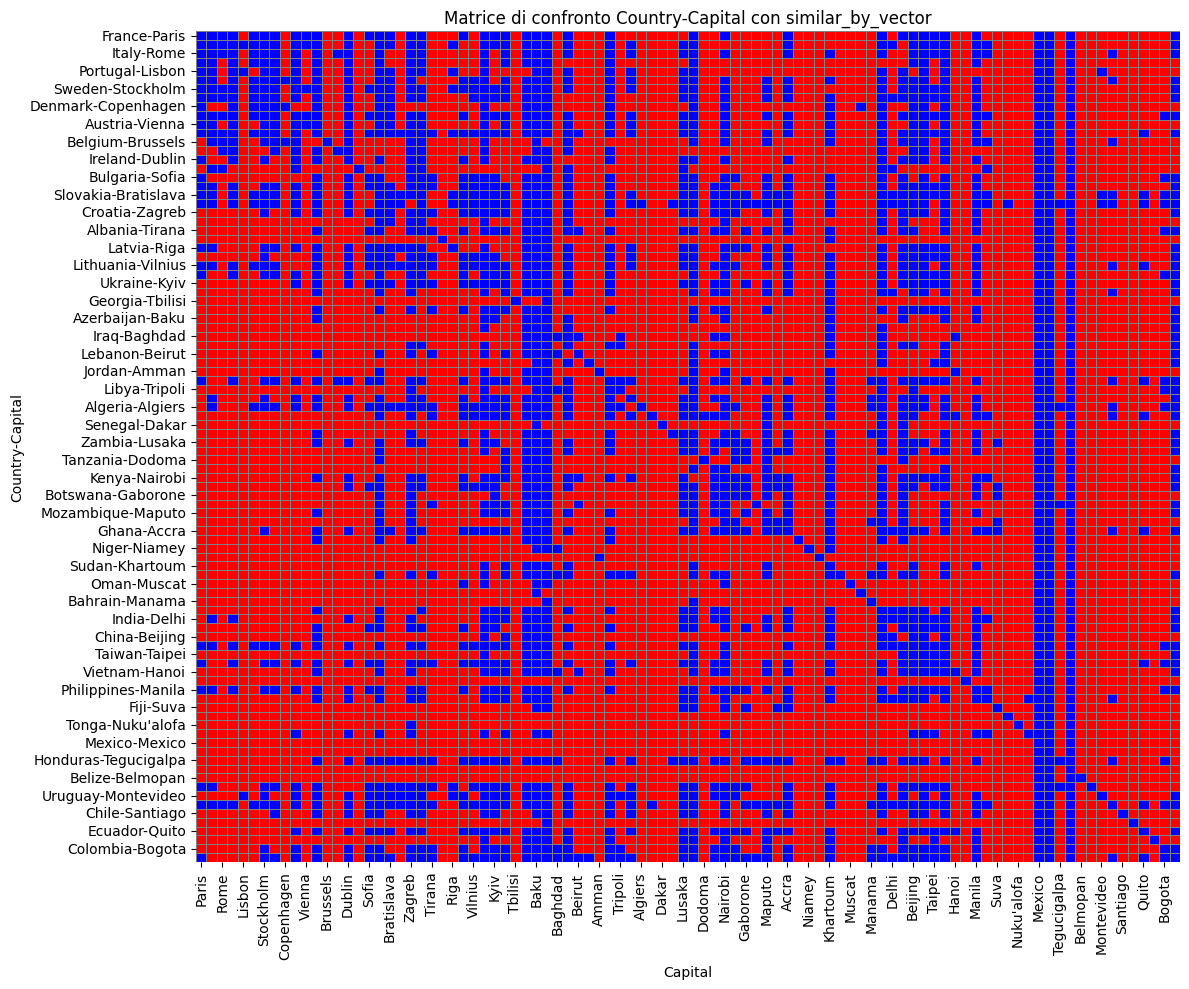 Matrice di confronto Country-Capital con similar_by_vector
France-Paris
Italy-Rome
Portugal-Lisbon
Sweden-Stockholm
Denmark-Copenhagen
Austria-Vienna
Belgium-Brussels
Ireland-Dublin
Bulgaria-Sofia
Slovakia-Bratislava
Croatia-Zagreb
Albania-Tirana
Latvia-Riga
Lithuania-Vilnius
Ukraine-Kyiv
Georgia-Tbilisi
Azerbaijan-Baku
Iraq-Baghdad
Lebanon-Beirut
Jordan-Amman
Libya-Tripoli
Algeria-Algiers
Senegal-Dakar
Zambia-Lusaka
Tanzania-Dodoma
Kenya-Nairobi
Botswana-Gaborone
Mozambique-Maputo
Ghana-Accra
Niger-Niamey
Sudan-Khartoum
Oman-Muscat
Bahrain-Manama
India-Delhi
China-Beijing
Taiwan-Taipei
Vietnam-Hanoi
Philippines-Manila
Fiji-Suva
Tonga-Nuku'alofa
Mexico-Mexico
Honduras-Tegucigalpa
Belize-Belmopan
Uruguay-Montevideo
Chile-Santiago
Ecuador-Quito
Colombia-Bogota
Country-Capital
Paris
Rome
Lisbon
Stockholm
Copenhagen
Vienna
Brussels
Dublin
Sofia
Bratislava
Zagreb
Tirana
Riga
Vilnius
Kyiv
Tbilisi
Baku
Baghdad
Beirut
Amman
Tripoli
Algiers
Dakar
Lusaka
Dodoma
Nairobi
Gaborone
Maputo
Accra
Niamey
Khartoum
Muscat
Manama
Delhi
Beijing
Taipei
Hanoi
Manila
Suva
Nuku'alofa
Mexico
Tegucigalpa
Belmopan
Montevideo
Santiago
Quito
Bogota
Capital